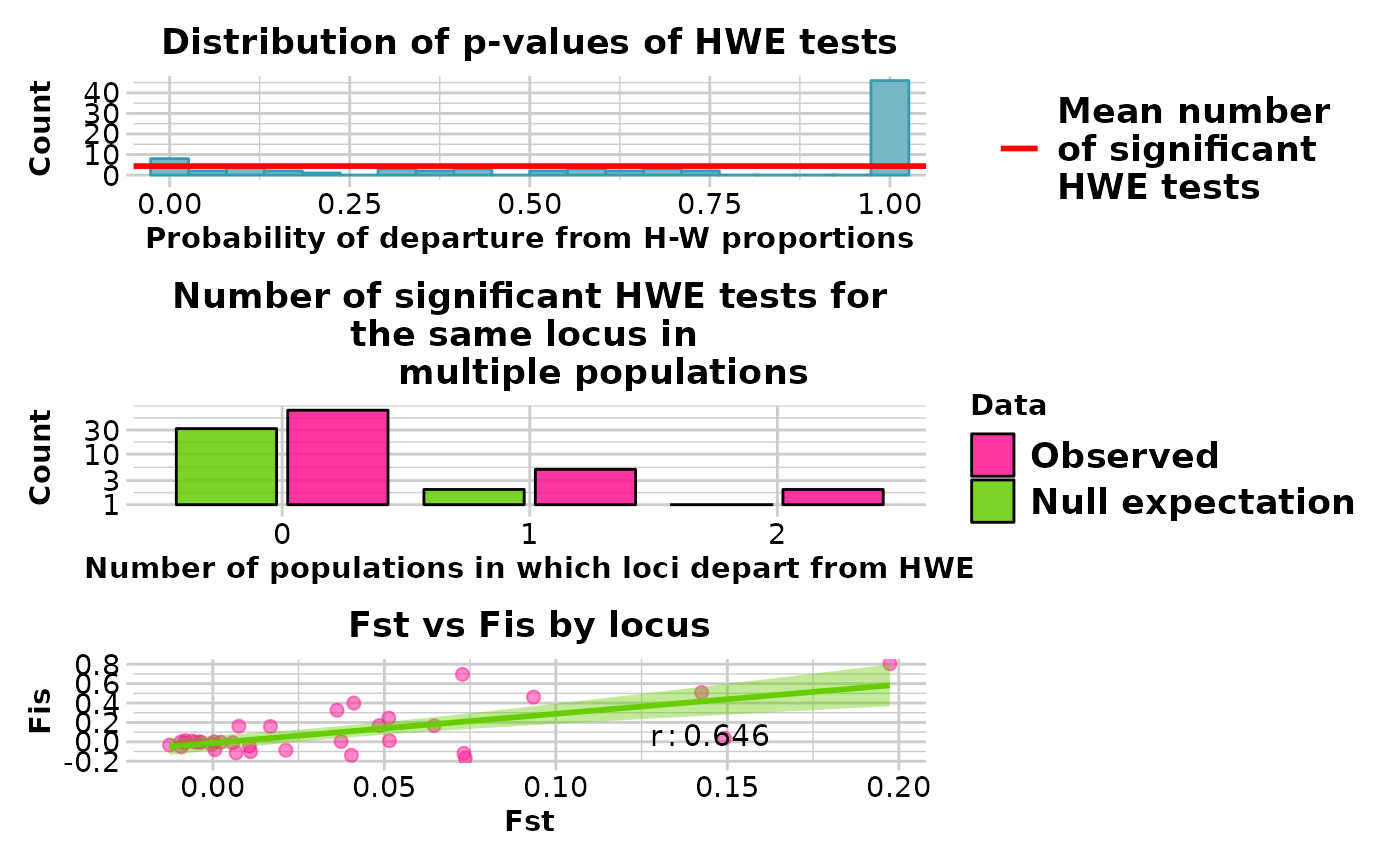 Distribution of p-values of HWE tests
Count
40
30
20
10
0
0.00 0.25 0.50 0.75 1.00
Probability of departure from H-W proportions
Mean number
of significant
HWE tests
Number of significant HWE tests for
the same locus in
multiple populations
Count
30
10
3
1
0 1 2
Number of populations in which loci depart from HWE
Data
Observed
Null expectation
Fst vs Fis by locus
Fis
0.8
0.6
0.4
0.2
0.0
-0.2
r : 0.646
0.00 0.05 0.10 0.15 0.20
Fst